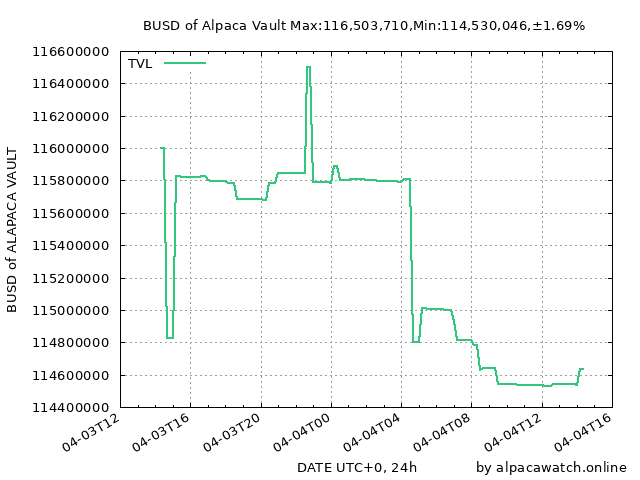 BUSD of Alpaca Vault Max:116,503,710,Min:114,530,046,±1.69%
TVL
116600000
116400000
116200000
116000000
115800000
115600000
115400000
115200000
115000000
114800000
114600000
114400000
BUSD of ALAPACA VAULT
04-03T12
04-03T16
04-03T20
04-04T00
04-04T04
04-04T08
04-04T12
04-04T16
DATE UTC+0, 24h
by alpacawatch.online